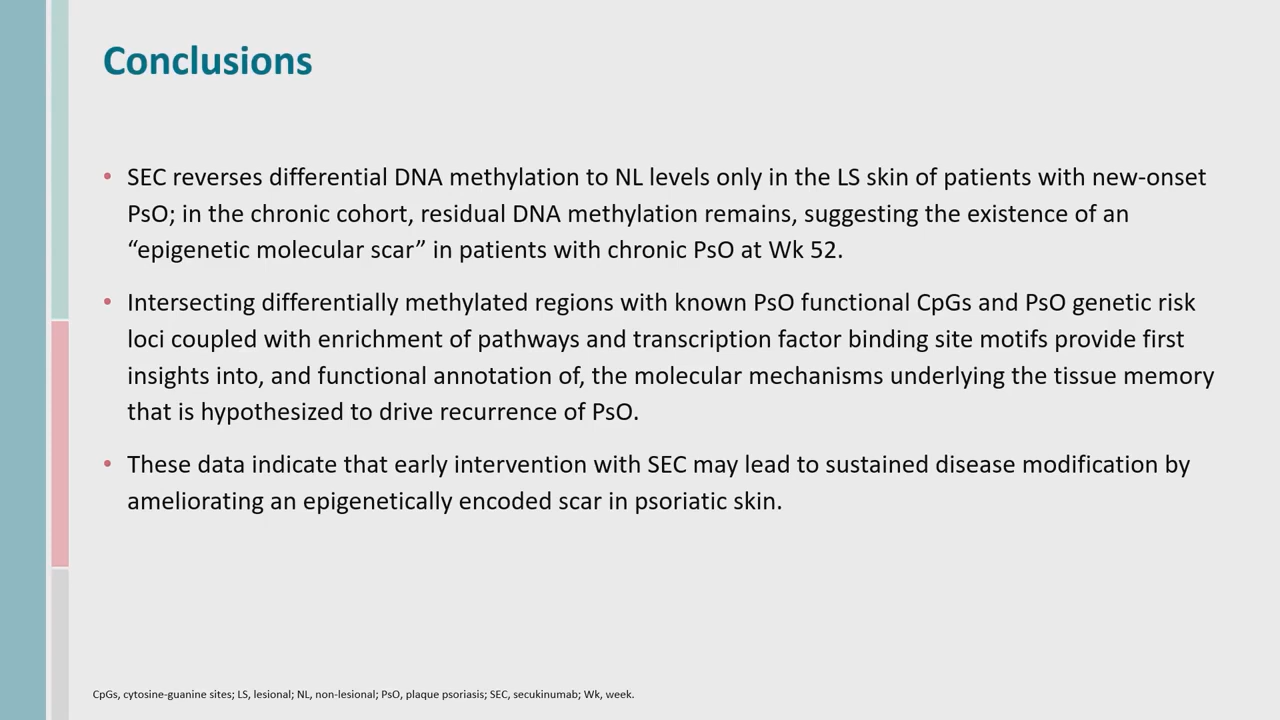 Conclusions
• SEC reverses differential DNA methylation to NL levels only in the LS skin of patients with new-onset
PsO; in the chronic cohort, residual DNA methylation remains, suggesting the existence of an
“epigenetic molecular scar” in patients with chronic PsO at Wk 52.
• Intersecting differentially methylated regions with known PsO functional CpGs and PsO genetic risk
loci coupled with enrichment of pathways and transcription factor binding site motifs provide first
insights into, and functional annotation of, the molecular mechanisms underlying the tissue memory
that is hypothesized to drive recurrence of PsO.
• These data indicate that early intervention with SEC may lead to sustained disease modification by
ameliorating an epigenetically encoded scar in psoriatic skin.
CpGs, cytosine-guanine sites; LS, lesional; NL, non-lesional; PsO, plaque psoriasis; SEC, secukinumab; Wk, week.